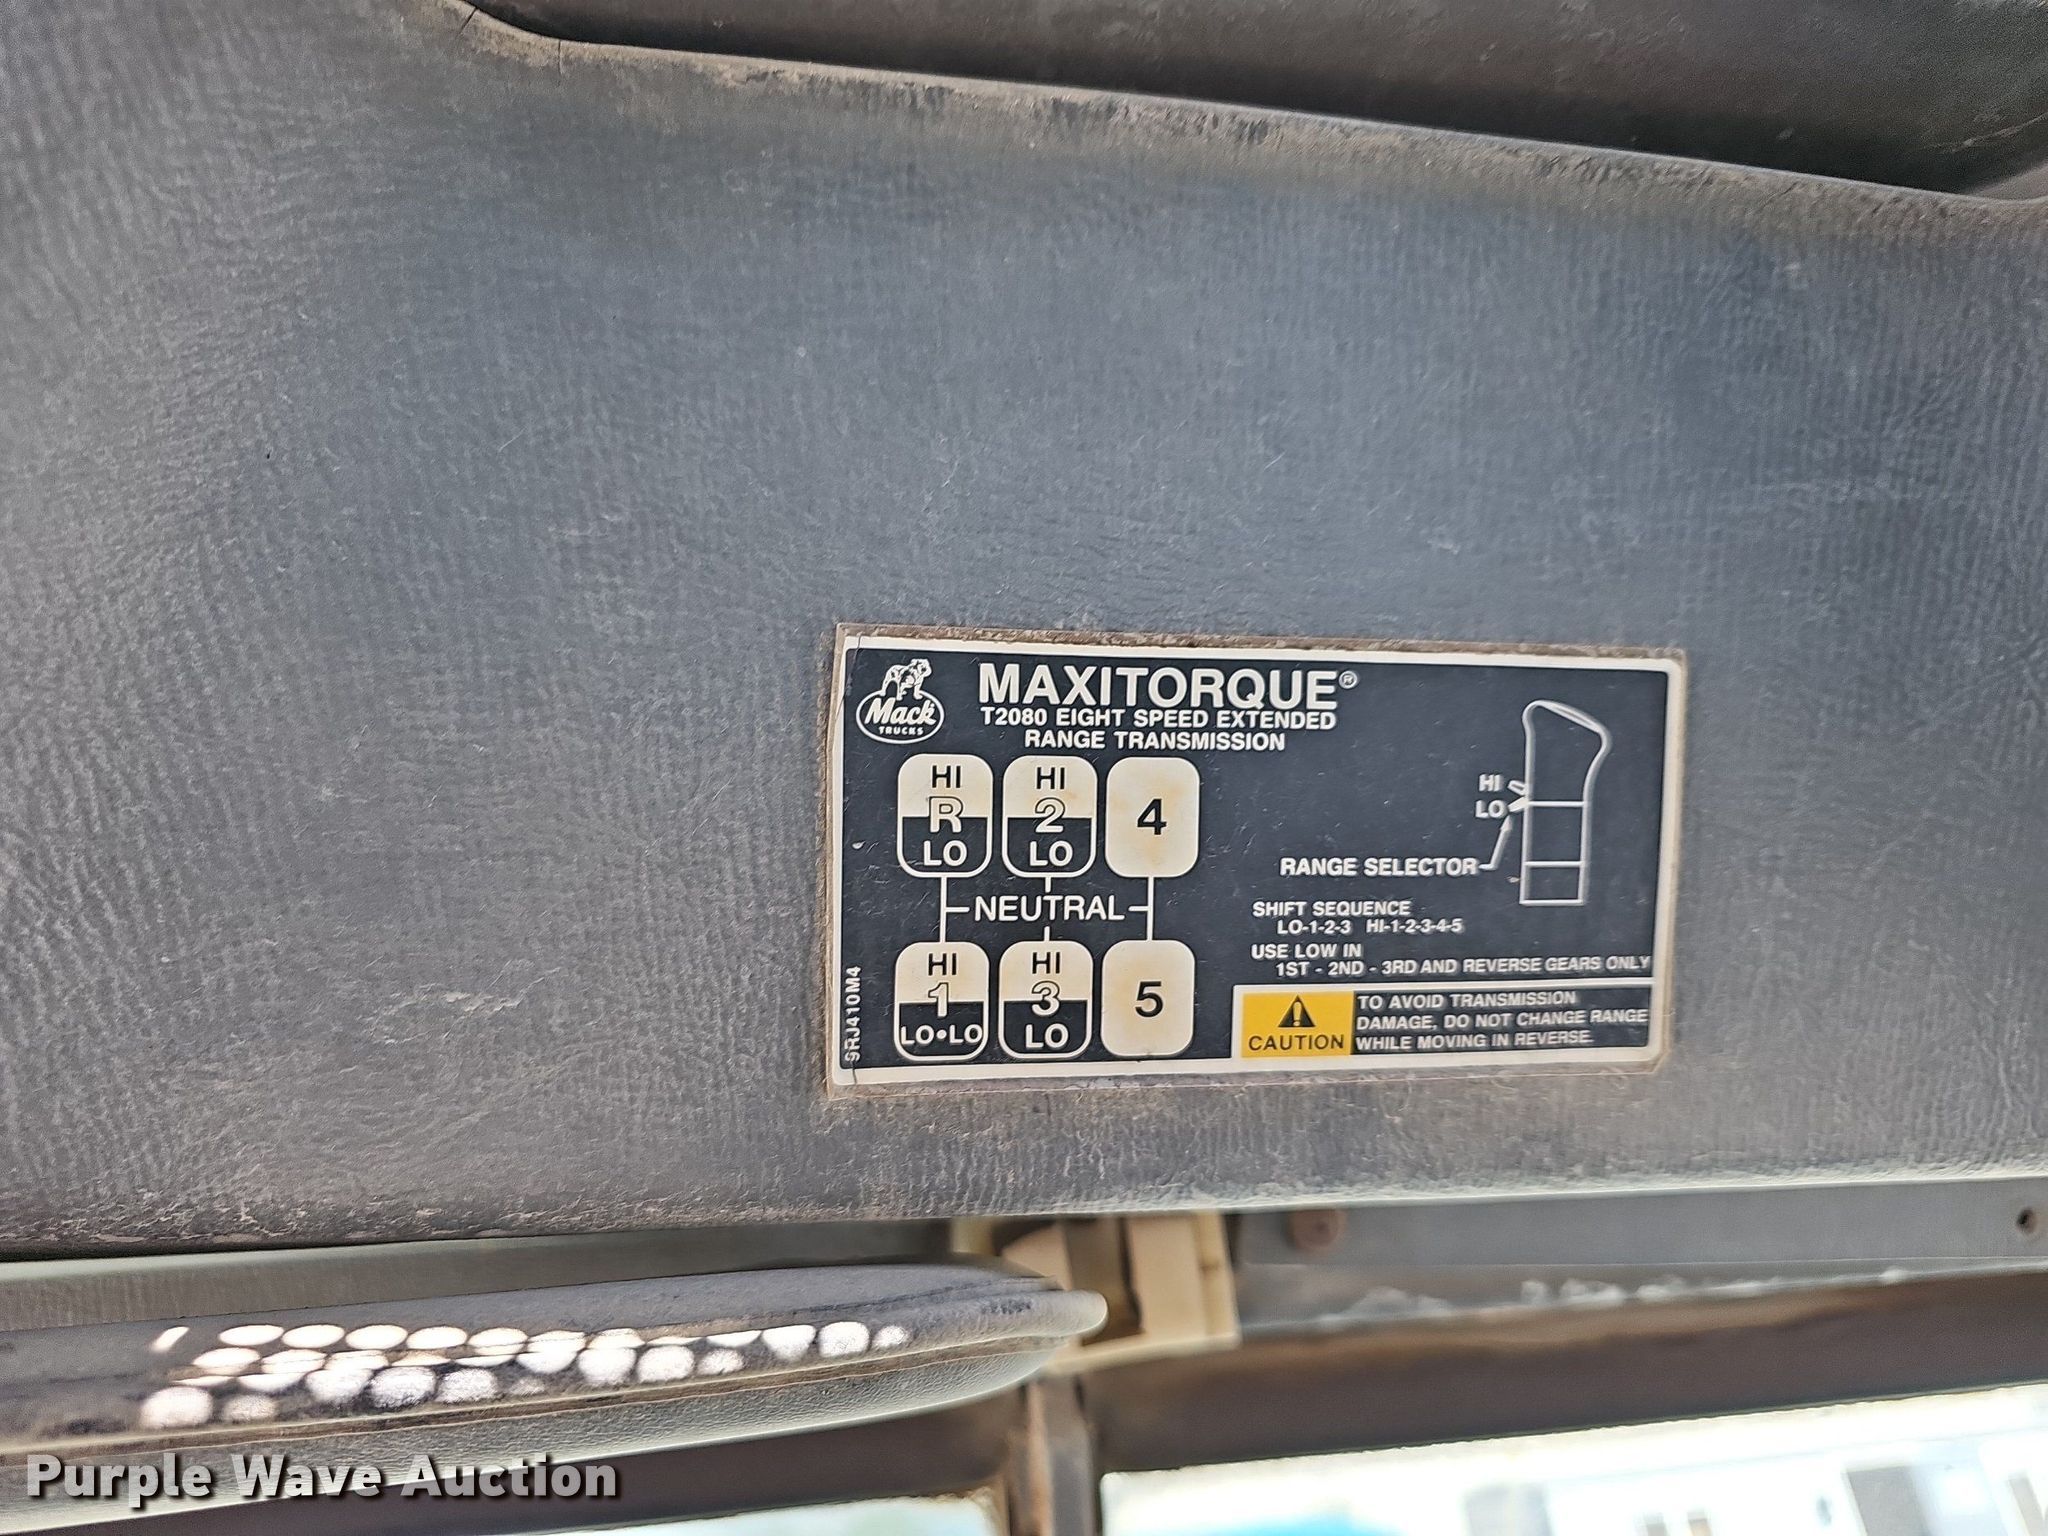 Mack
TRUCKS
MAXITORQUE®
T2080 EIGHT SPEED EXTENDED
RANGE TRANSMISSION
HI
R
LO
HI
2
LO
4
NEUTRAL
HI
1
LO•LO
HI
3
LO
5
9RJ410M4
HI
LO
RANGE SELECTOR
SHIFT SEQUENCE
LO-1-2-3 HI-1-2-3-4-5
USE LOW IN
1ST - 2ND - 3RD AND REVERSE GEARS ONLY
CAUTION
TO AVOID TRANSMISSION
DAMAGE, DO NOT CHANGE RANGE
WHILE MOVING IN REVERSE.
Purple Wave Auction